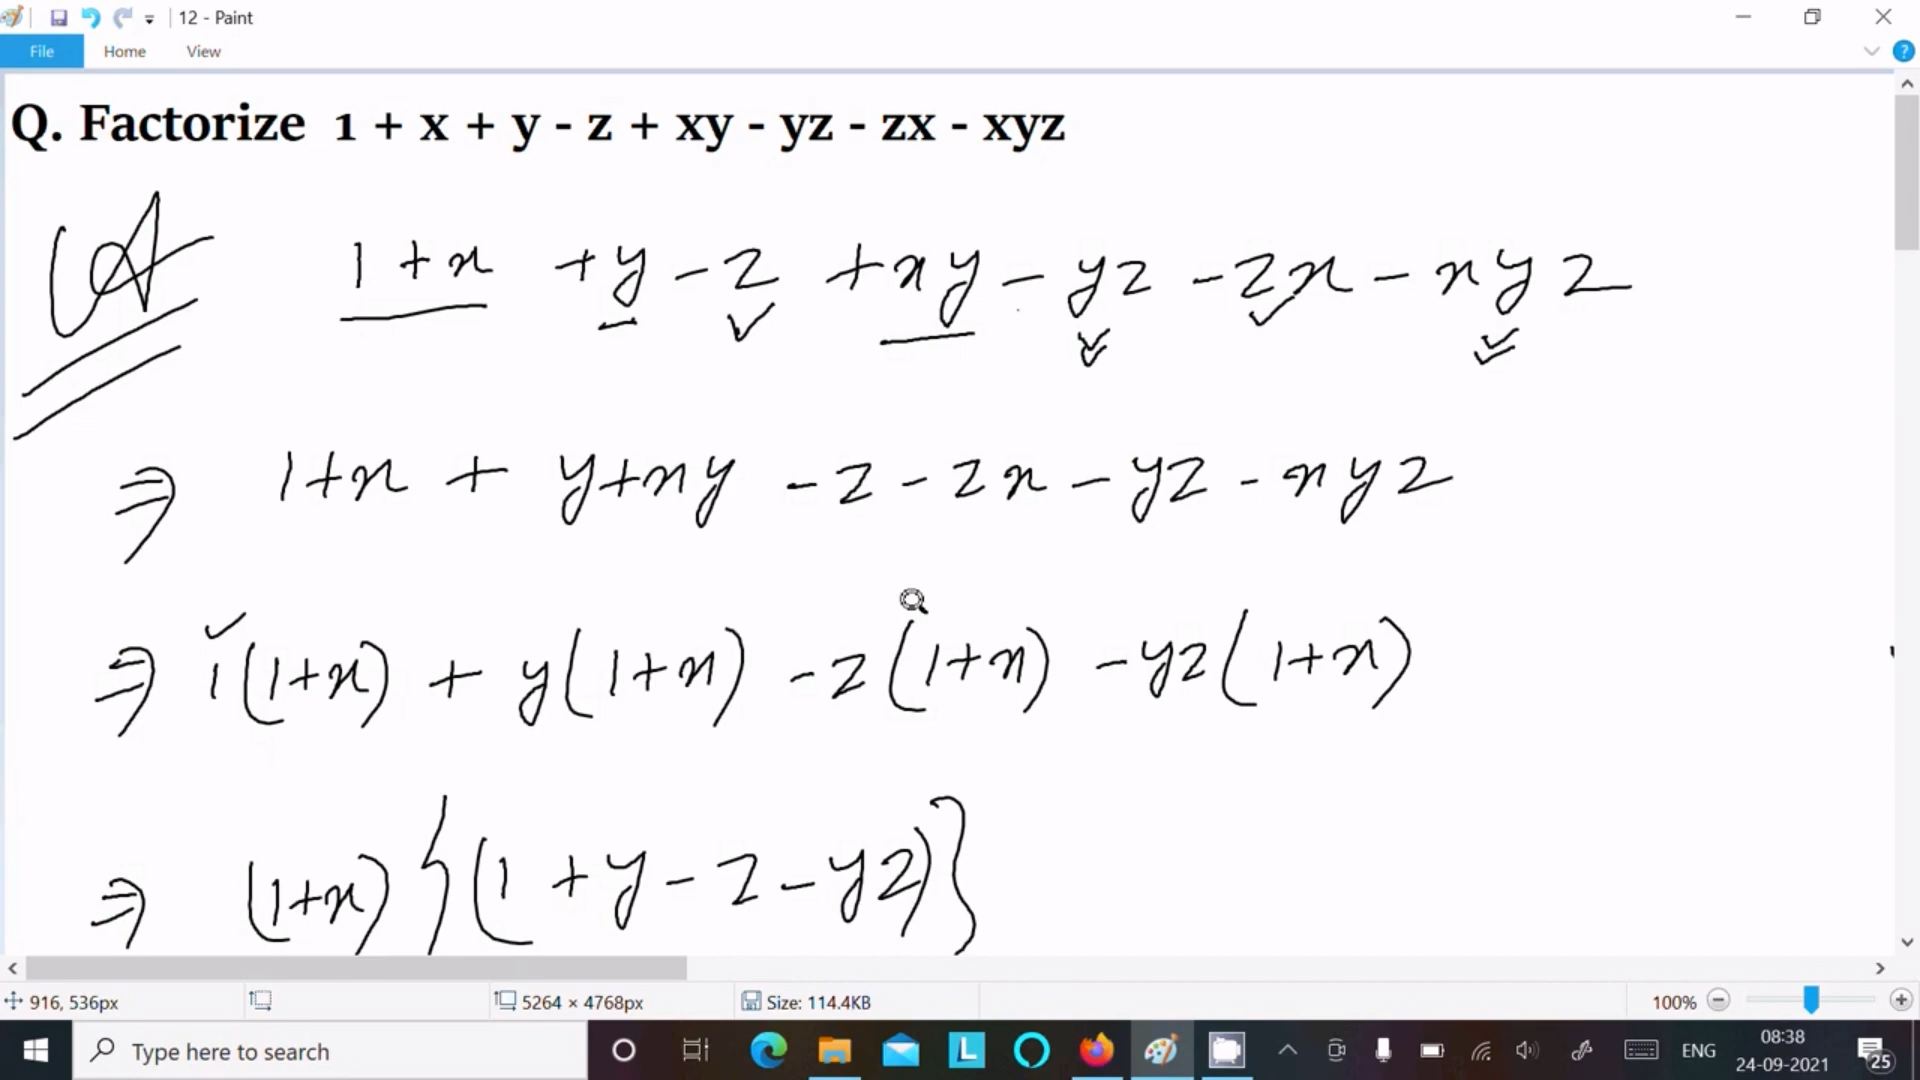 12 - Paint
File Home View
Q. Factorize 1 + x + y - z + xy - yz - zx - xyz
A 1+x +y -z +xy - yz -zx - xyz
⇒ 1+x + y+xy -z - zx - yz - xyz
⇒ 1(1+x) + y(1+x) -z(1+x) -yz(1+x)
⇒ (1+x){(1+y-z-yz)}
916, 536px 5264 × 4768px Size: 114.4KB 100%
Type here to search L ENG 08:38
24-09-2021 25